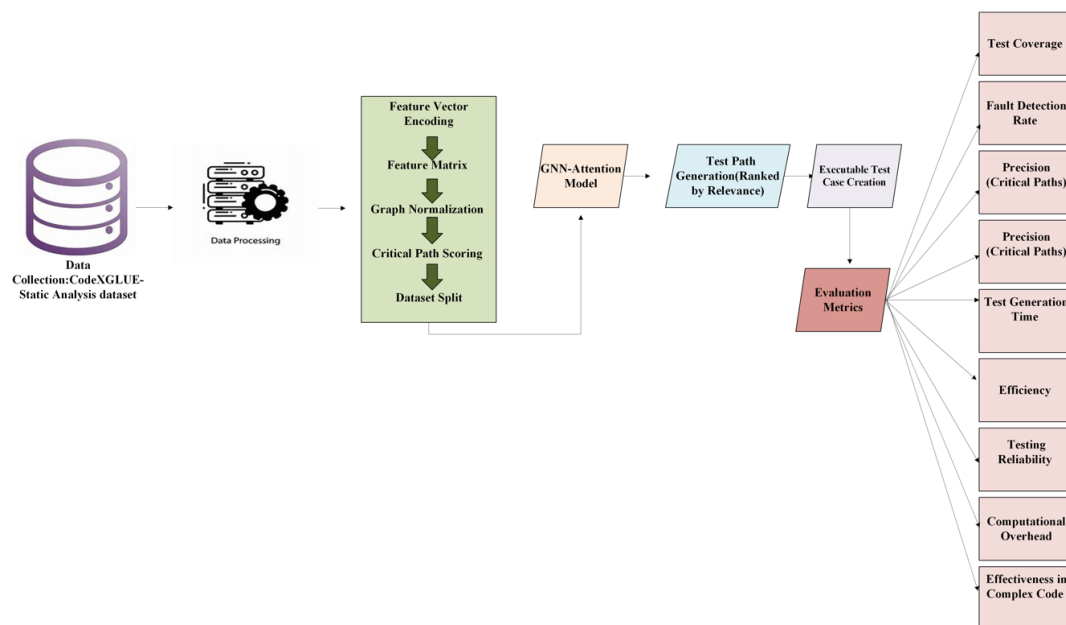 Data
Collection:CodeXGLUE-
Static Analysis dataset
Data Processing
Feature Vector
Encoding
Feature Matrix
Graph Normalization
Critical Path Scoring
Dataset Split
GNN-Attention
Model
Test Path
Generation(Ranked
by Relevance)
Executable Test
Case Creation
Evaluation
Metrics
Test Coverage
Fault Detection
Rate
Precision
(Critical Paths)
Precision
(Critical Paths)
Test Generation
Time
Efficiency
Testing
Reliability
Computational
Overhead
Effectiveness in
Complex Code